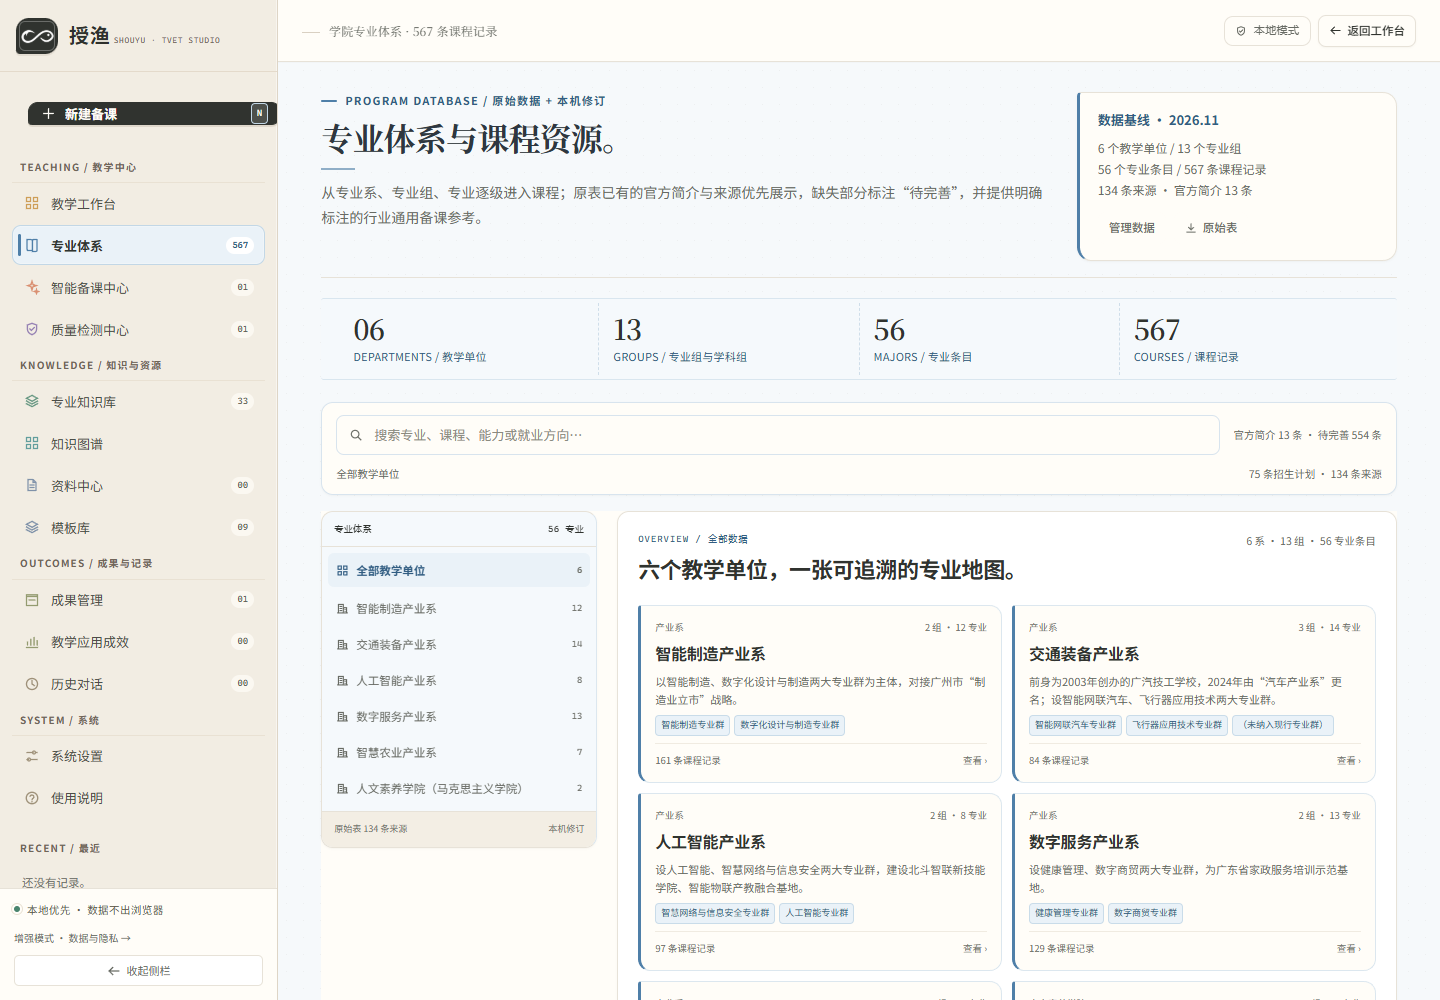 授渔 SHOUYU · TVET STUDIO
新建备课 N
TEACHING / 教学中心
教学工作台
专业体系 567
智能备课中心 01
质量检测中心 01
KNOWLEDGE / 知识与资源
专业知识库 33
知识图谱
资料中心 00
模板库 09
OUTCOMES / 成果与记录
成果管理 01
教学应用成效 00
历史对话 00
SYSTEM / 系统
系统设置
使用说明
RECENT / 最近
还没有记录。
本地优先 · 数据不出浏览器
增强模式 · 数据与隐私 →
← 收起侧栏
学院专业体系 · 567 条课程记录
本地模式
← 返回工作台
PROGRAM DATABASE / 原始数据 + 本机修订
专业体系与课程资源。
从专业系、专业组、专业逐级进入课程；原表已有的官方简介与来源优先展示，缺失部分标注“待完善”，并提供明确
标注的行业通用备课参考。
数据基线 · 2026.11
6 个教学单位 / 13 个专业组
56 个专业条目 / 567 条课程记录
134 条来源 · 官方简介 13 条
管理数据 原始表
06
DEPARTMENTS / 教学单位
13
GROUPS / 专业组与学科组
56
MAJORS / 专业条目
567
COURSES / 课程记录
搜索专业、课程、能力或就业方向…
官方简介 13 条 · 待完善 554 条
全部教学单位
75 条招生计划 · 134 条来源
专业体系 56 专业
全部教学单位 6
智能制造产业系 12
交通装备产业系 14
人工智能产业系 8
数字服务产业系 13
智慧农业产业系 7
人文素养学院（马克思主义学院） 2
原始表 134 条来源 本机修订
OVERVIEW / 全部数据
6 系 · 13 组 · 56 专业条目
六个教学单位，一张可追溯的专业地图。
产业系 2 组 · 12 专业
智能制造产业系
以智能制造、数字化设计与制造两大专业群为主体，对接广州市“制
造业立市”战略。
智能制造专业群 数字化设计与制造专业群
161 条课程记录 查看 ›
产业系 3 组 · 14 专业
交通装备产业系
前身为2003年创办的广汽技工学校，2024年由“汽车产业系”更
名；设智能网联汽车、飞行器应用技术两大专业群。
智能网联汽车专业群 飞行器应用技术专业群 （未纳入现行专业群）
84 条课程记录 查看 ›
产业系 2 组 · 8 专业
人工智能产业系
设人工智能、智慧网络与信息安全两大专业群，建设北斗智联新技能
学院、智能物联产教融合基地。
智慧网络与信息安全专业群 人工智能专业群
97 条课程记录 查看 ›
产业系 2 组 · 13 专业
数字服务产业系
设健康管理、数字商贸两大专业群，为广东省家政服务培训示范基
地。
健康管理专业群 数字商贸专业群
129 条课程记录 查看 ›